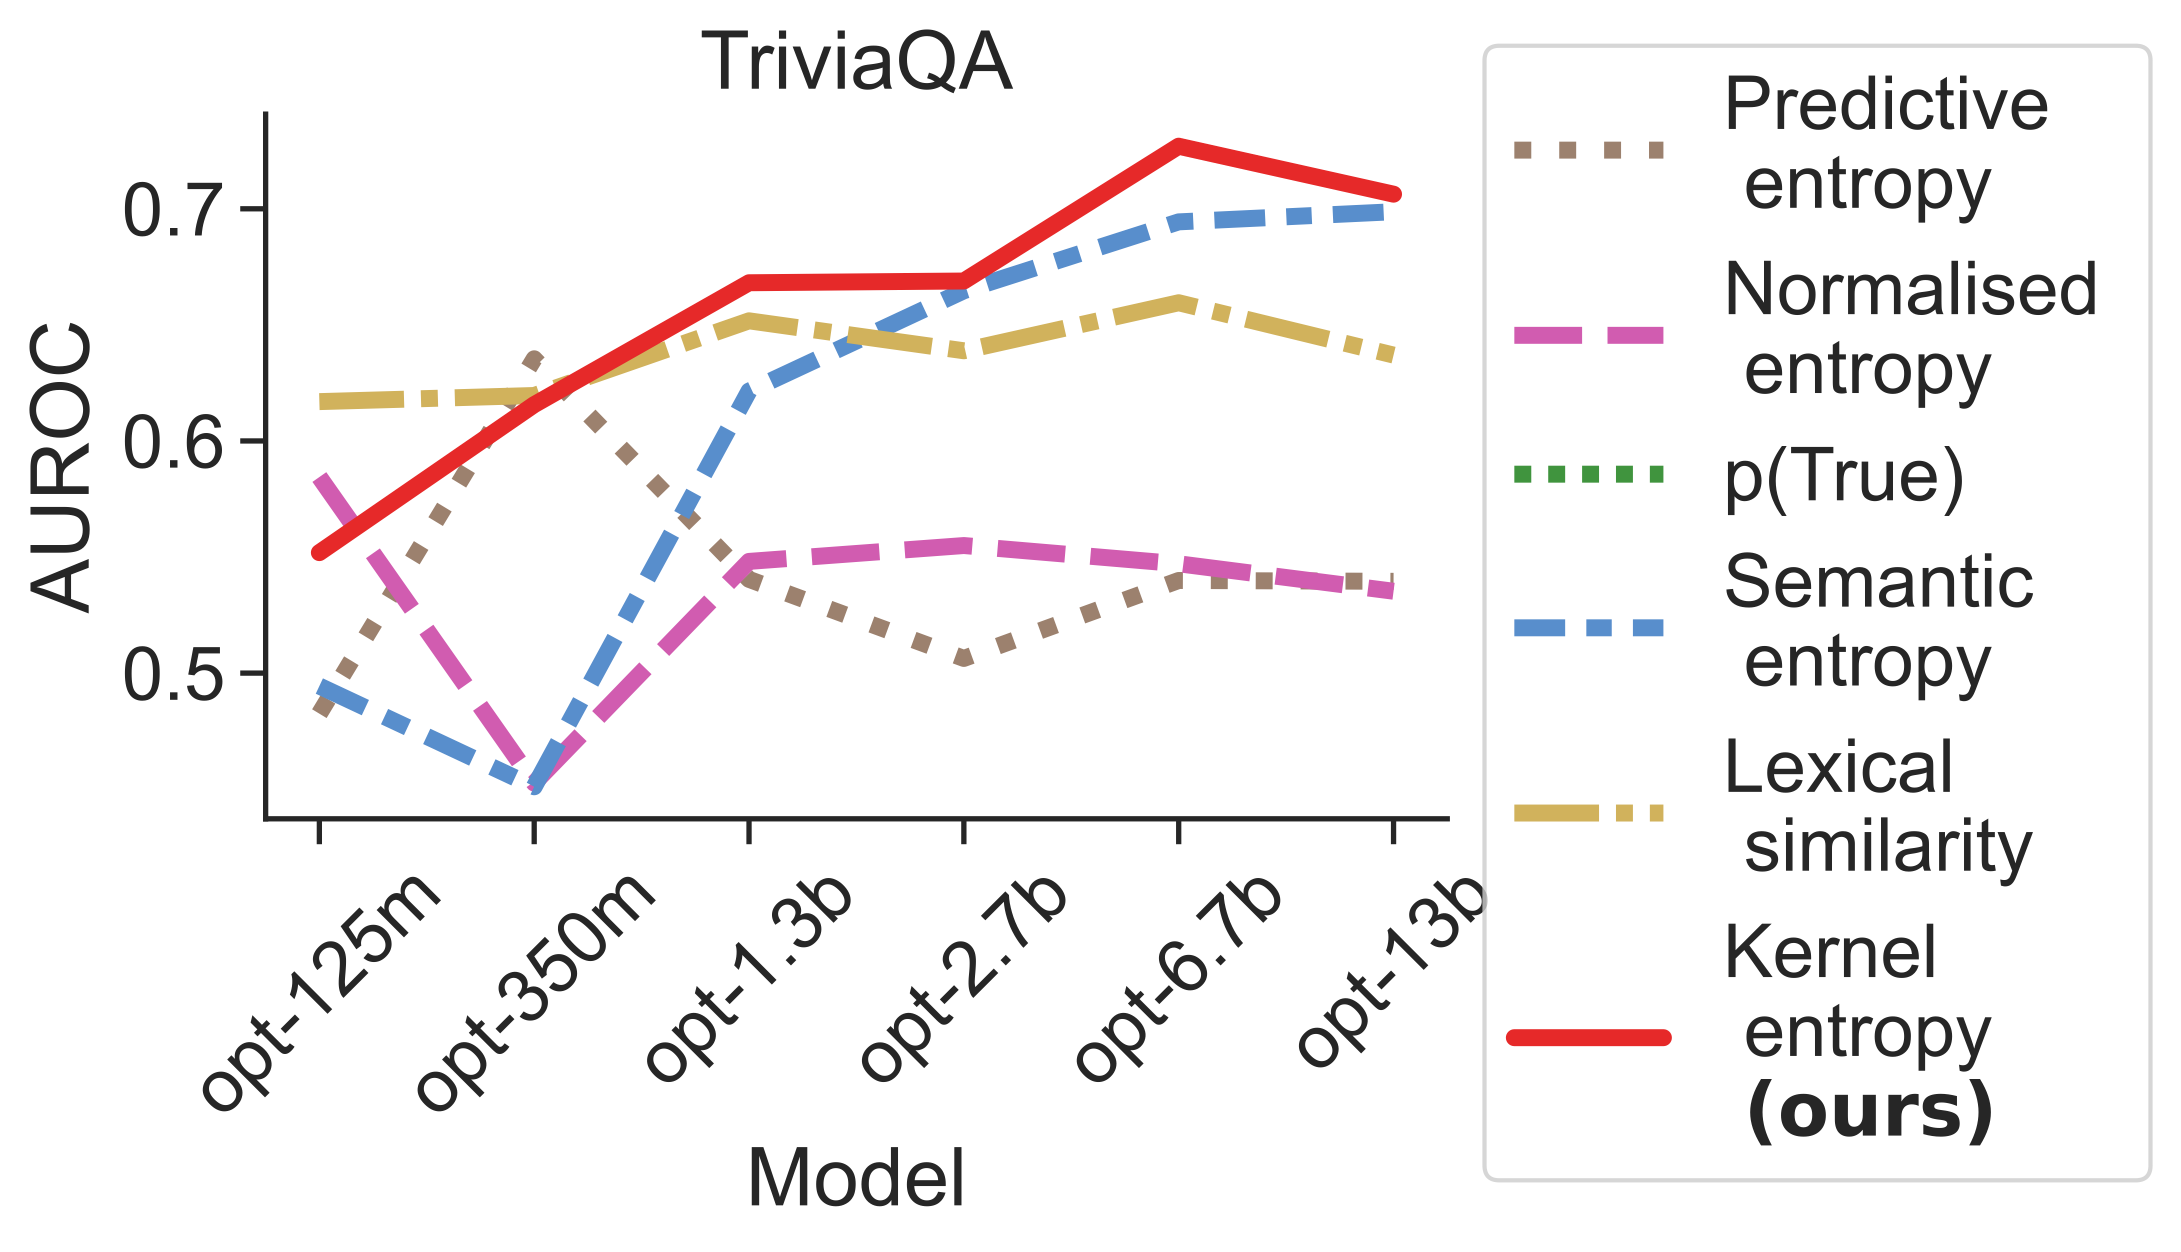 TriviaQA
AUROC
0.7
0.6
0.5
opt-125m
opt-350m
opt-1.3b
opt-2.7b
opt-6.7b
opt-13b
Model
Predictive
entropy
Normalised
entropy
p(True)
Semantic
entropy
Lexical
similarity
Kernel
entropy
(ours)